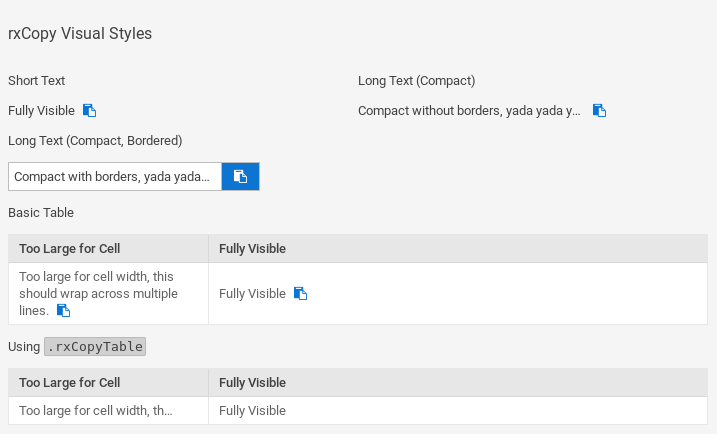 rxCopy Visual Styles
Short Text
Long Text (Compact)
Fully Visible
Compact without borders, yada yada y...
Long Text (Compact, Bordered)
Compact with borders, yada yada...
Basic Table
Too Large for Cell
Fully Visible
Too large for cell width, this
should wrap across multiple
lines.
Fully Visible
Using .rxCopyTable
Too Large for Cell
Fully Visible
Too large for cell width, th...
Fully Visible